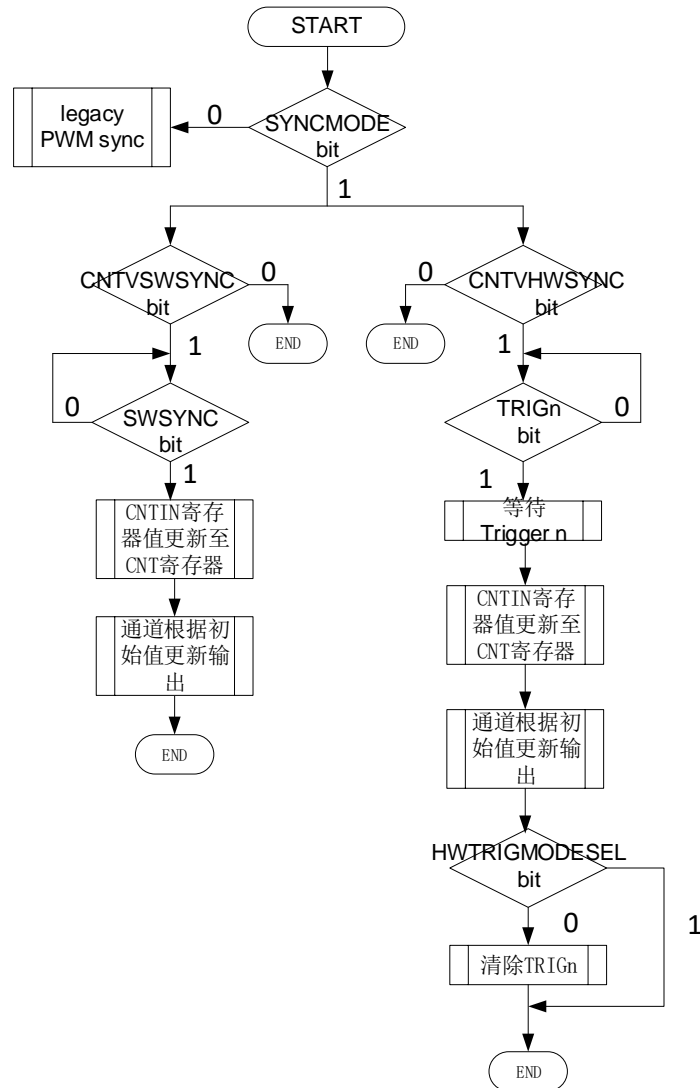 START
legacy
PWM sync
0
SYNCMODE
bit
1
CNTVSWSYNC
bit
0
END
1
0
SWSYNC
bit
1
CNTIN寄存
器值更新至
CNT寄存器
通道根据初
始值更新输
出
END
0
CNTVHWSYNC
bit
END
1
TRIGn
bit
0
1
等待
Trigger n
CNTIN寄存
器值更新至
CNT寄存器
通道根据初
始值更新输
出
HWTRIGMODESEL
bit
0
1
清除TRIGn
END